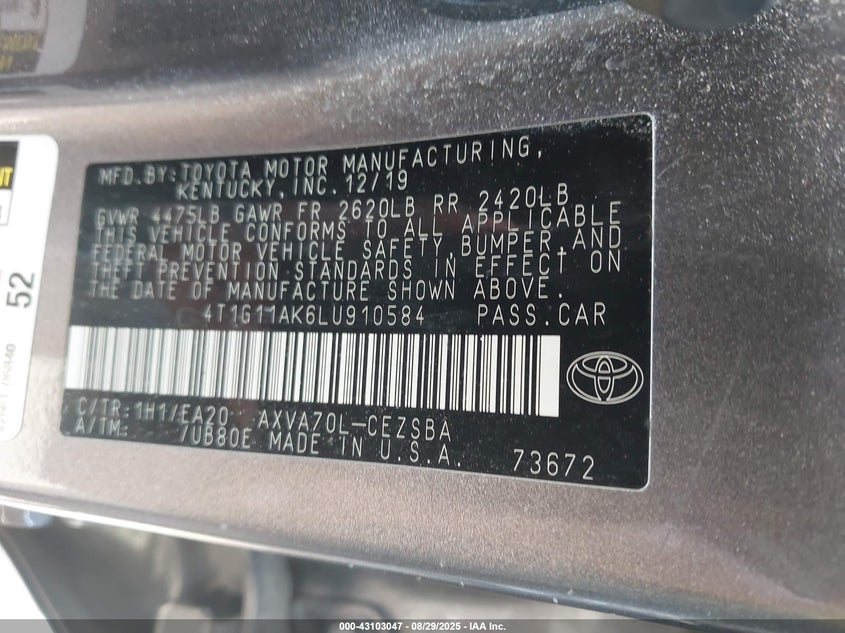 MFD.BY:TOYOTA MOTOR MANUFACTURING,
KENTUCKY, INC. 12/19
GVWR 4475LB GAWR FR 2620LB RR 2420LB
THIS VEHICLE CONFORMS TO ALL APPLICABLE
FEDERAL MOTOR VEHICLE SAFETY, BUMPER, AND
THEFT PREVENTION STANDARDS IN EFFECT ON
THE DATE OF MANUFACTURE SHOWN ABOVE.
4T1G11AK6LU910584 PASS.CAR
C/TR:1H1/EA20 AXVA70L-CEZSBA
A/TM: /UB80E MADE IN U.S.A. 73672
52
000-43103047 - 08/29/2025 - IAA Inc.